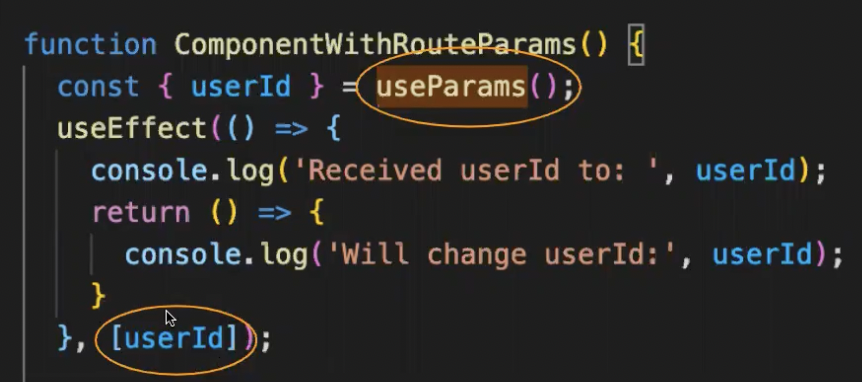 function ComponentWithRouteParams() {
const { userId } = useParams();
useEffect(() => {
console.log('Received userId to: ', userId);
return () => {
console.log('Will change userId:', userId);
}
}, [userId]);